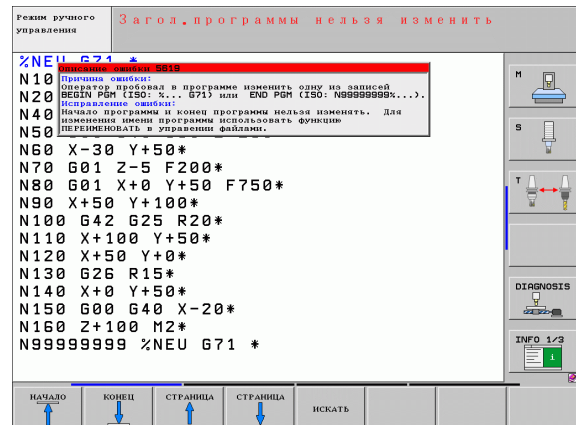 Режим ручного
управления
Загол.программы нельзя изменить
%NEU G71 *
Описание ошибки 5619
Причина ошибки:
Оператор пробовал в программе изменить одну из записей
BEGIN PGM (ISO: %... G71) или END PGM (ISO: N99999999%...).
Исправление ошибки:
Начало программы и конец программы нельзя изменять. Для
изменения имени программы использовать функцию
ПЕРЕИМЕНОВАТЬ в управении файлами.
N10
N20
N40
N50
N60 X-30 Y+50*
N70 G01 Z-5 F200*
N80 G01 X+0 Y+50 F750*
N90 X+50 Y+100*
N100 G42 G25 R20*
N110 X+100 Y+50*
N120 X+50 Y+0*
N130 G26 R15*
N140 X+0 Y+50*
N150 G00 G40 X-20*
N160 Z+100 M2*
N99999999 %NEU G71 *
M
S
T
DIAGNOSIS
INFO 1/3
НАЧАЛО
КОНЕЦ
СТРАНИЦА
СТРАНИЦА
ИСКАТЬ